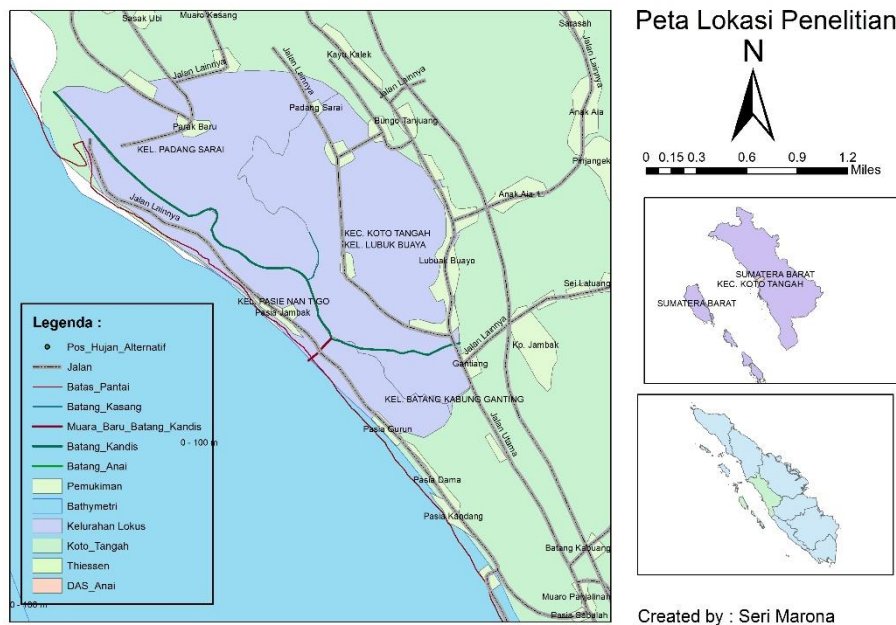 Peta Lokasi Penelitian
N
0 0.15 0.3 0.6 0.9 1.2
Miles
Sasak Ubi
Muaro Kasang
Kayu Kalek
Sarasah
Jalan Lainnya
Jalan Lainnya
Jalan Lainnya
Jalan Lainnya
Padang Sarai
Bungo Tanjuang
Anak Aia
Parak Baru
KEL. PADANG SARAI
Pinjangek
Anak Aia 1.
Jalan Lainnya
KEC. KOTO TANGAH
KEL. LUBUK BUAYA
Lubuak Buayo
Sei Latuang
KEL. PASIE NAN TIGO
Pasia Jambak
Jalan Lainnya
Kp. Jambak
Gantiang
KEL. BATANG KABUNG GANTING
Jalan Utama
Pasia Gurun
Pasia Dama
Pasia Kandang
Batang Kabuang
Muaro Panjalinan
Pasia Sabalah
Legenda :
Pos_Hujan_Alternatif
Jalan
Batas_Pantai
Batang_Kasang
Muara_Baru_Batang_Kandis
Batang_Kandis
0 - 100 m
Batang_Anai
Pemukiman
Bathymetri
Kelurahan Lokus
Koto_Tangah
Thiessen
DAS_Anai
0 - 100 m
SUMATERA BARAT
KEC. KOTO TANGAH
SUMATERA BARAT
Created by : Seri Marona